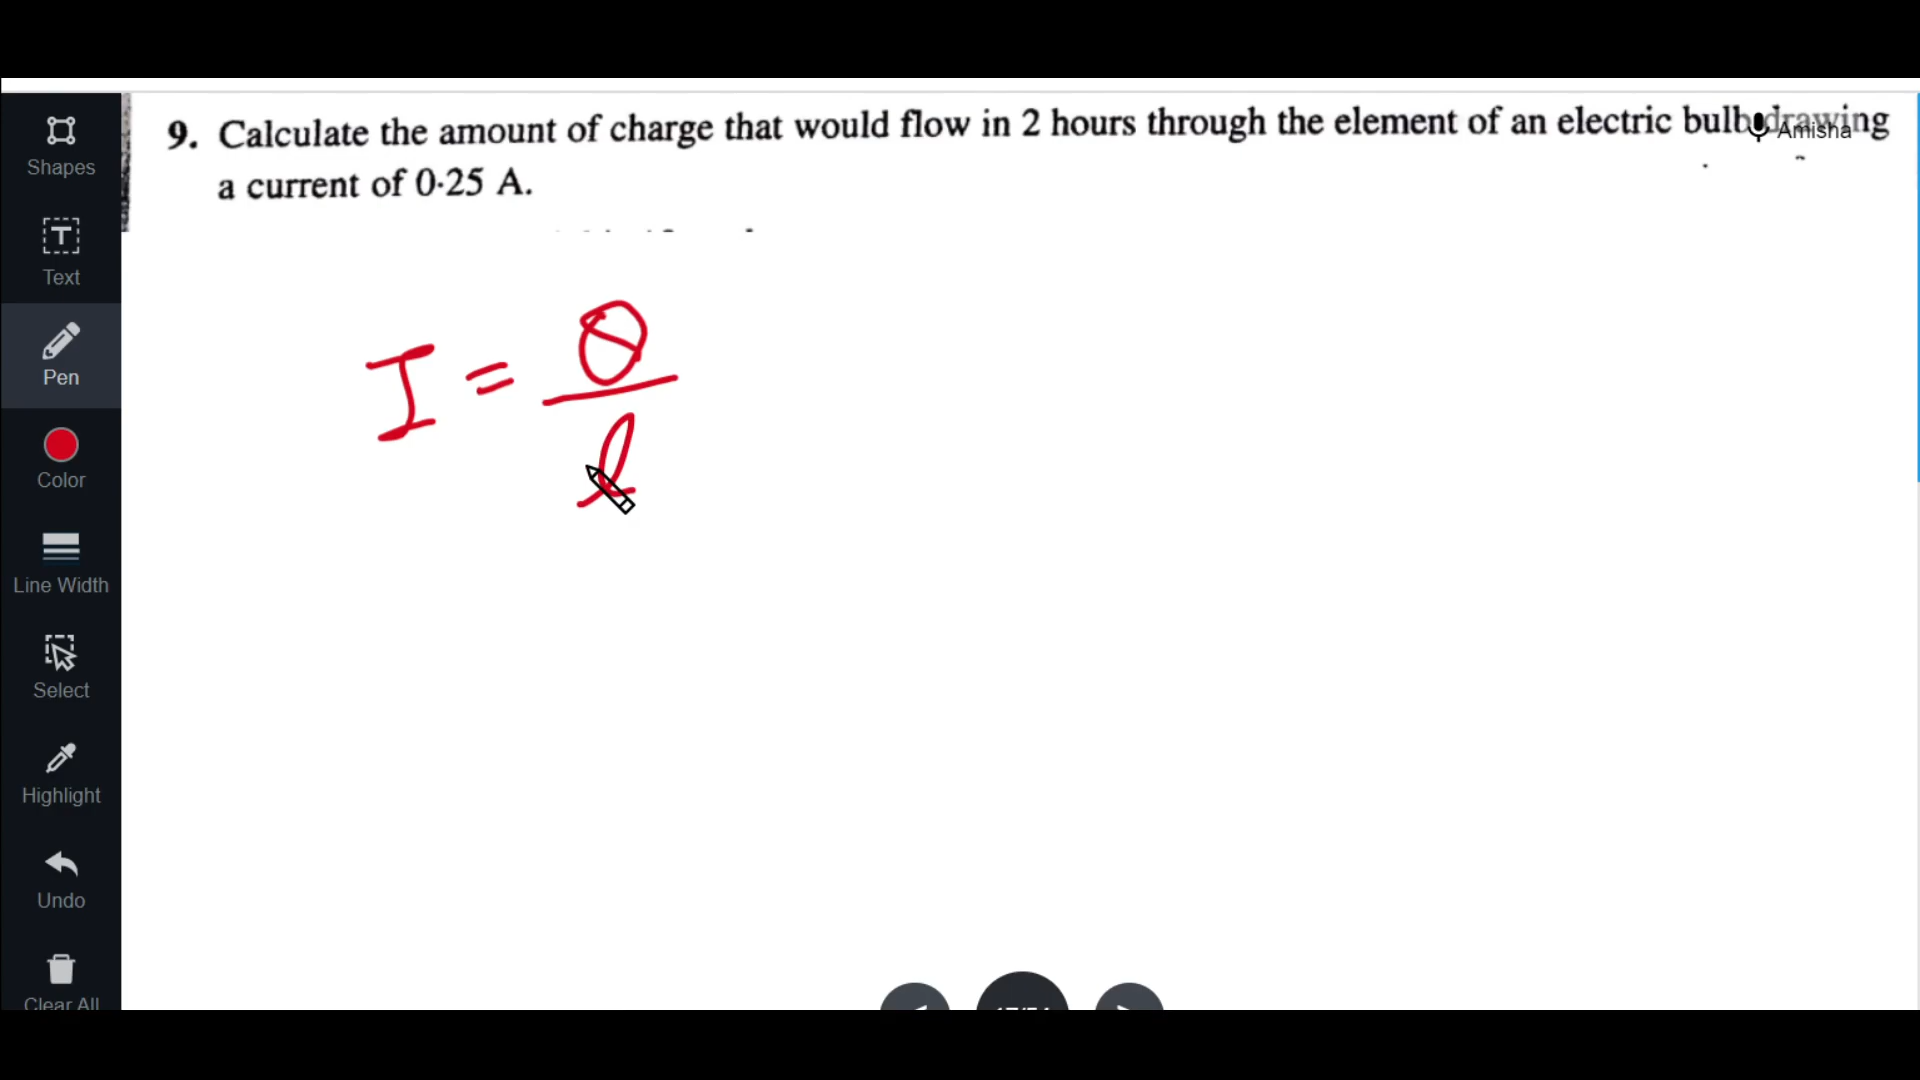 9. Calculate the amount of charge that would flow in 2 hours through the element of an electric bulb drawing
Amisha
a current of 0·25 A.
I = Q
t
Shapes
Text
Pen
Color
Line Width
Select
Highlight
Undo
Clear All